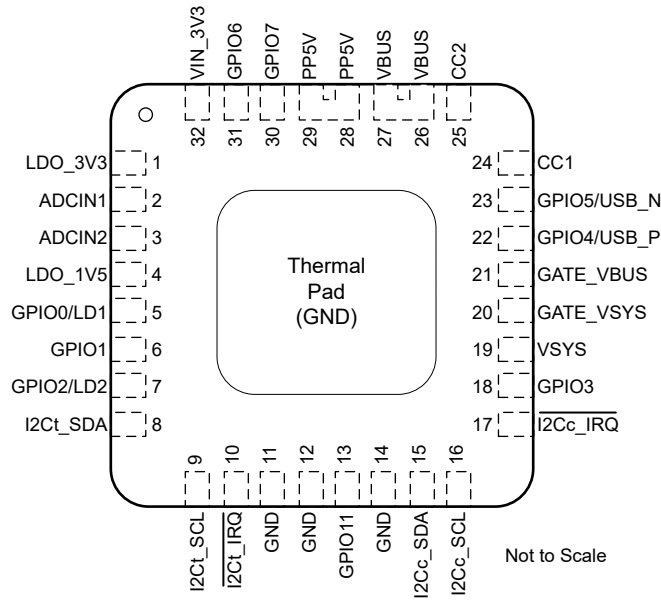 VIN_3V3
GPIO6
GPIO7
PP5V
PP5V
VBUS
VBUS
CC2
32
31
30
29
28
27
26
25
LDO_3V3 1
ADCIN1 2
ADCIN2 3
LDO_1V5 4
GPIO0/LD1 5
GPIO1 6
GPIO2/LD2 7
I2Ct_SDA 8
Thermal
Pad
(GND)
24 CC1
23 GPIO5/USB_N
22 GPIO4/USB_P
21 GATE_VBUS
20 GATE_VSYS
19 VSYS
18 GPIO3
17 I2Cc_IRQ
9
10
11
12
13
14
15
16
I2Ct_SCL
I2Ct_IRQ
GND
GND
GPIO11
GND
I2Cc_SDA
I2Cc_SCL
Not to Scale